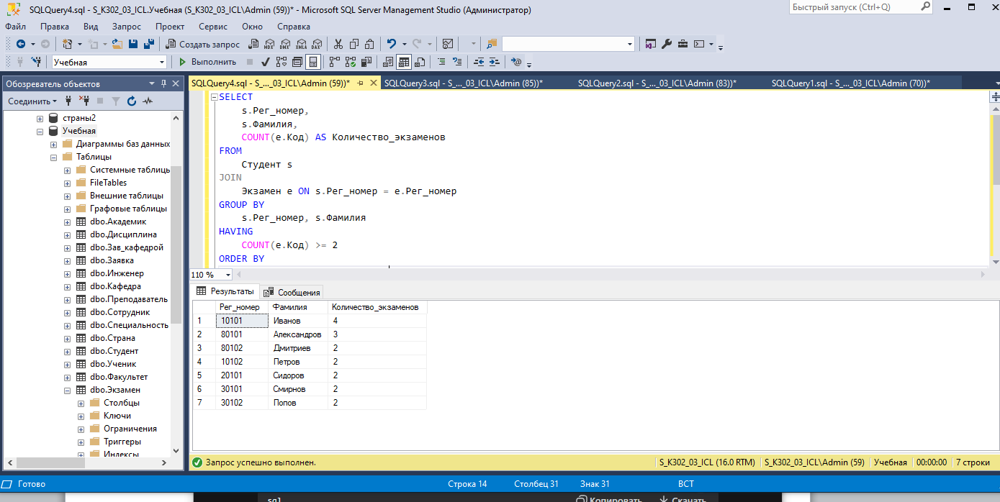 SQLQuery4.sql - S_K302_03_ICL.Учебная (S_K302_03_ICL\Admin (59))* - Microsoft SQL Server Management Studio (Администратор)
Быстрый запуск (Ctrl+Q)
Файл Правка Вид Запрос Проект Сервис Окно Справка
Создать запрос MDX DMX XMLA DAX
Учебная Выполнить
Обозреватель объектов
SQLQuery4.sql - S_..._03_ICL\Admin (59))* SQLQuery3.sql - S_..._03_ICL\Admin (85))* SQLQuery2.sql - S_..._03_ICL\Admin (83))* SQLQuery1.sql - S_..._03_ICL\Admin (70))*
Соединить
страны2
Учебная
Диаграммы баз данных
Таблицы
Системные таблицы
FileTables
Внешние таблицы
Графовые таблицы
dbo.Академик
dbo.Дисциплина
dbo.Зав_кафедрой
dbo.Заявка
dbo.Инженер
dbo.Кафедра
dbo.Преподаватель
dbo.Сотрудник
dbo.Специальность
dbo.Страна
dbo.Студент
dbo.Ученик
dbo.Факультет
dbo.Экзамен
Столбцы
Ключи
Ограничения
Триггеры
Индексы
SELECT
s.Рег_номер,
s.Фамилия,
COUNT(e.Код) AS Количество_экзаменов
FROM
Студент s
JOIN
Экзамен e ON s.Рег_номер = e.Рег_номер
GROUP BY
s.Рег_номер, s.Фамилия
HAVING
COUNT(e.Код) >= 2
ORDER BY
110 %
Результаты Сообщения
Рег_номер Фамилия Количество_экзаменов
1 10101 Иванов 4
2 80101 Александров 3
3 80102 Дмитриев 2
4 10102 Петров 2
5 20101 Сидоров 2
6 30101 Смирнов 2
7 30102 Попов 2
Запрос успешно выполнен. S_K302_03_ICL (16.0 RTM) S_K302_03_ICL\Admin (59) Учебная 00:00:00 7 строки
Готово Строка 14 Столбец 31 Знак 31 ВСТ
sql Копировать Скачать